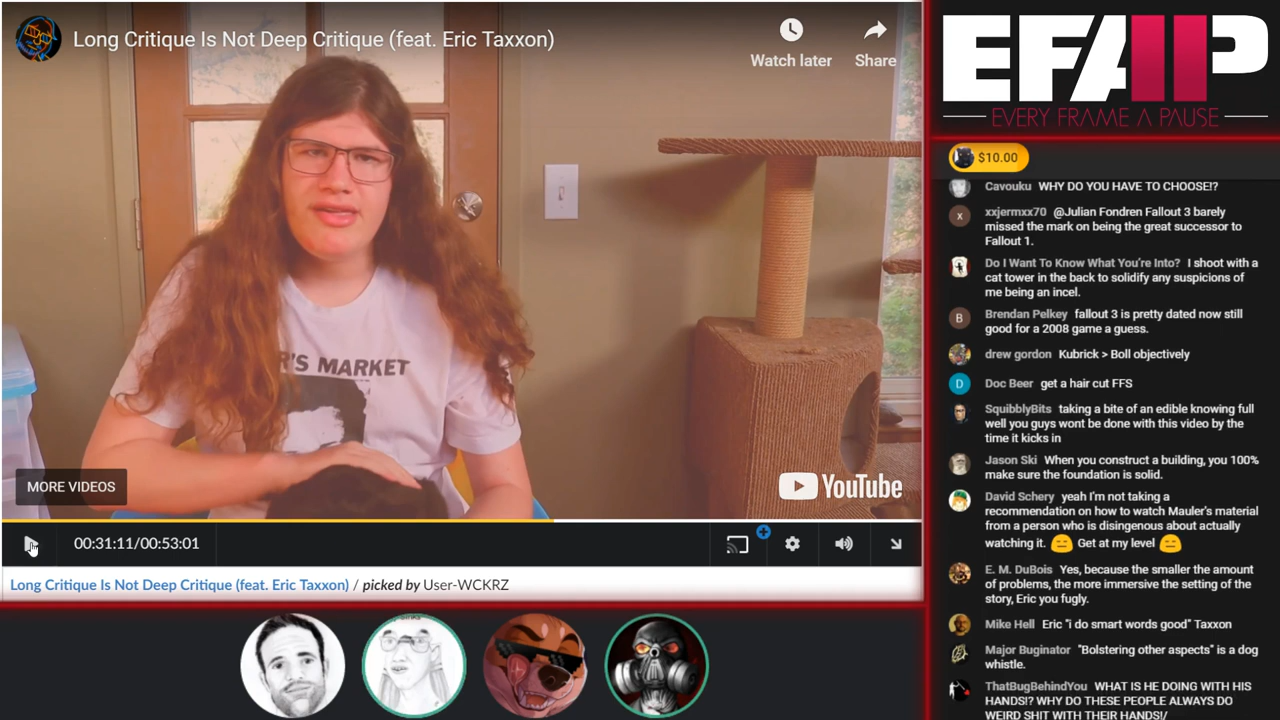 Long Critique Is Not Deep Critique (feat. Eric Taxxon)
Watch later
Share
R'S MARKET
MORE VIDEOS
YouTube
00:31:11/00:53:01
Long Critique Is Not Deep Critique (feat. Eric Taxxon) / picked by User-WCKRZ
EFAP
EVERY FRAME A PAUSE
$10.00
Cavouku WHY DO YOU HAVE TO CHOOSE!?
x
xxjermxx70 @Julian Fondren Fallout 3 barely
missed the mark on being the great successor to
Fallout 1.
Do I Want To Know What You're Into? I shoot with a
cat tower in the back to solidify any suspicions of
me being an incel.
B
Brendan Pelkey fallout 3 is pretty dated now still
good for a 2008 game a guess.
drew gordon Kubrick > Boll objectively
D
Doc Beer get a hair cut FFS
SquibblyBits taking a bite of an edible knowing full
well you guys wont be done with this video by the
time it kicks in
Jason Ski When you construct a building, you 100%
make sure the foundation is solid.
David Schery yeah I'm not taking a
recommendation on how to watch Mauler's material
from a person who is disingenous about actually
watching it. 😑 Get at my level 😑
E. M. DuBois Yes, because the smaller the amount
of problems, the more immersive the setting of the
story, Eric you fugly.
Mike Hell Eric "i do smart words good" Taxxon
Major Buginator "Bolstering other aspects" is a dog
whistle.
ThatBugBehindYou WHAT IS HE DOING WITH HIS
HANDS!? WHY DO THESE PEOPLE ALWAYS DO
WEIRD SHIT WITH THEIR HANDS!/